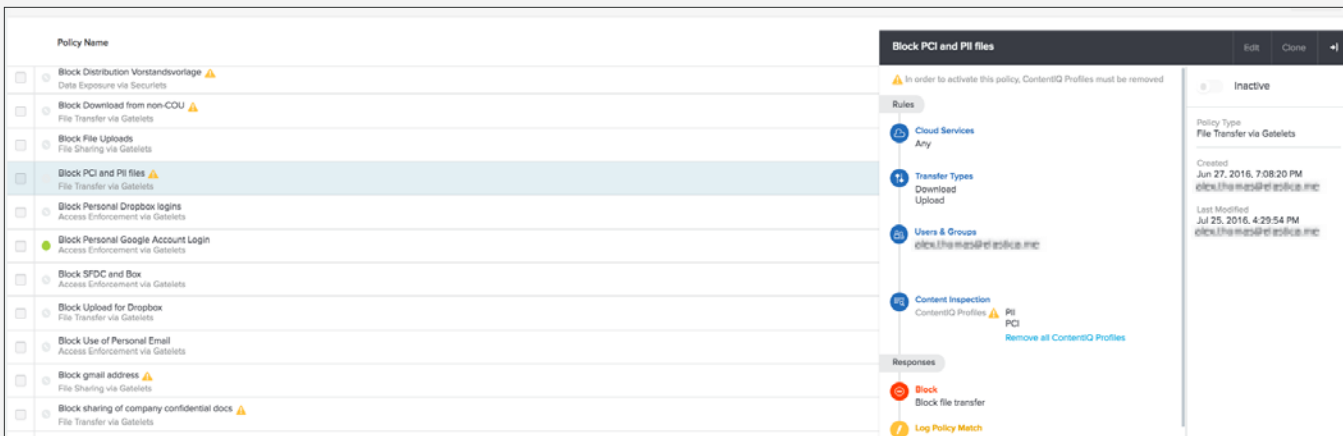 Policy Name
Block Distribution Vorstandsvorlage
Data Exposure via Securlets
Block Download from non-COU
File Transfer via Gatelets
Block File Uploads
File Sharing via Gatelets
Block PCI and PII files
File Transfer via Gatelets
Block Personal Dropbox logins
Access Enforcement via Gatelets
Block Personal Google Account Login
Access Enforcement via Gatelets
Block SFDC and Box
Access Enforcement via Gatelets
Block Upload for Dropbox
File Transfer via Gatelets
Block Use of Personal Email
Access Enforcement via Gatelets
Block gmail address
File Sharing via Gatelets
Block sharing of company confidential docs
File Transfer via Gatelets
Block PCI and PII files
Edit
Clone
In order to activate this policy, ContentIQ Profiles must be removed
Rules
Cloud Services
Any
Transfer Types
Download
Upload
Users & Groups
Content Inspection
ContentIQ Profiles PII
PCI
Remove all ContentIQ Profiles
Responses
Block
Block file transfer
Log Policy Match
Inactive
Policy Type
File Transfer via Gatelets
Created
Jun 27, 2016, 7:08:20 PM
Last Modified
Jul 25, 2016, 4:29:54 PM